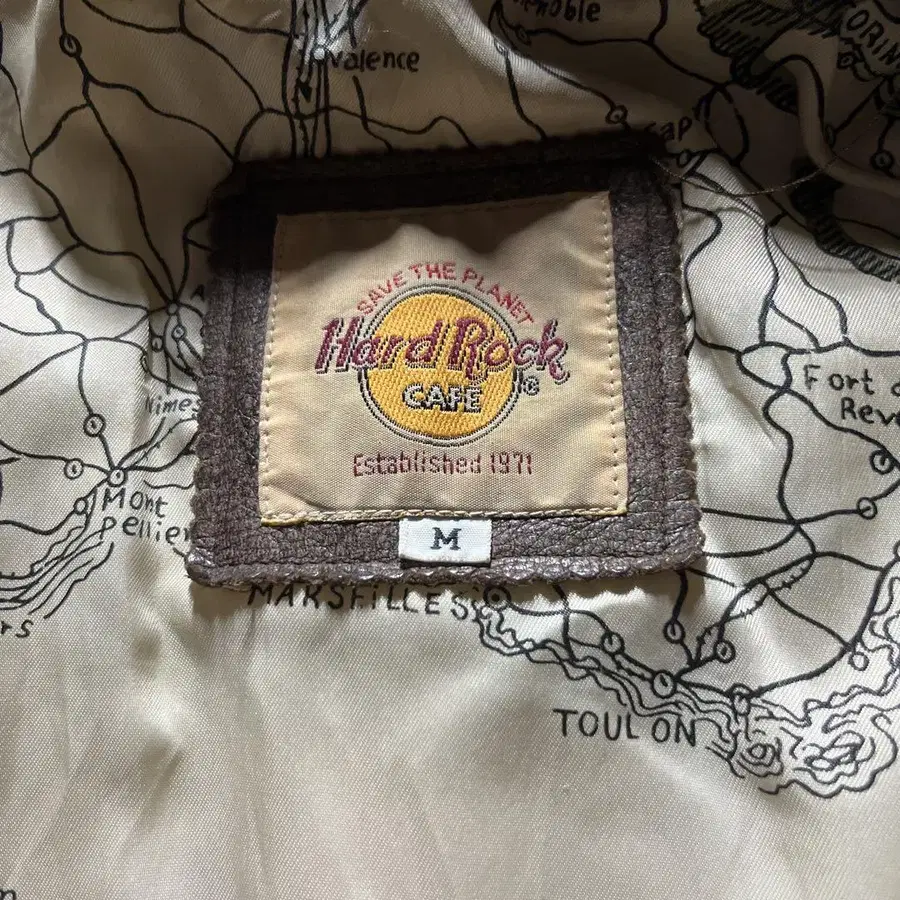 Valence
SAVE THE PLANET
Hard Rock
CAFE
®
Established 1971
M
Nimes
Mont
Pellier
MARSEILLES
TOULON
Fort